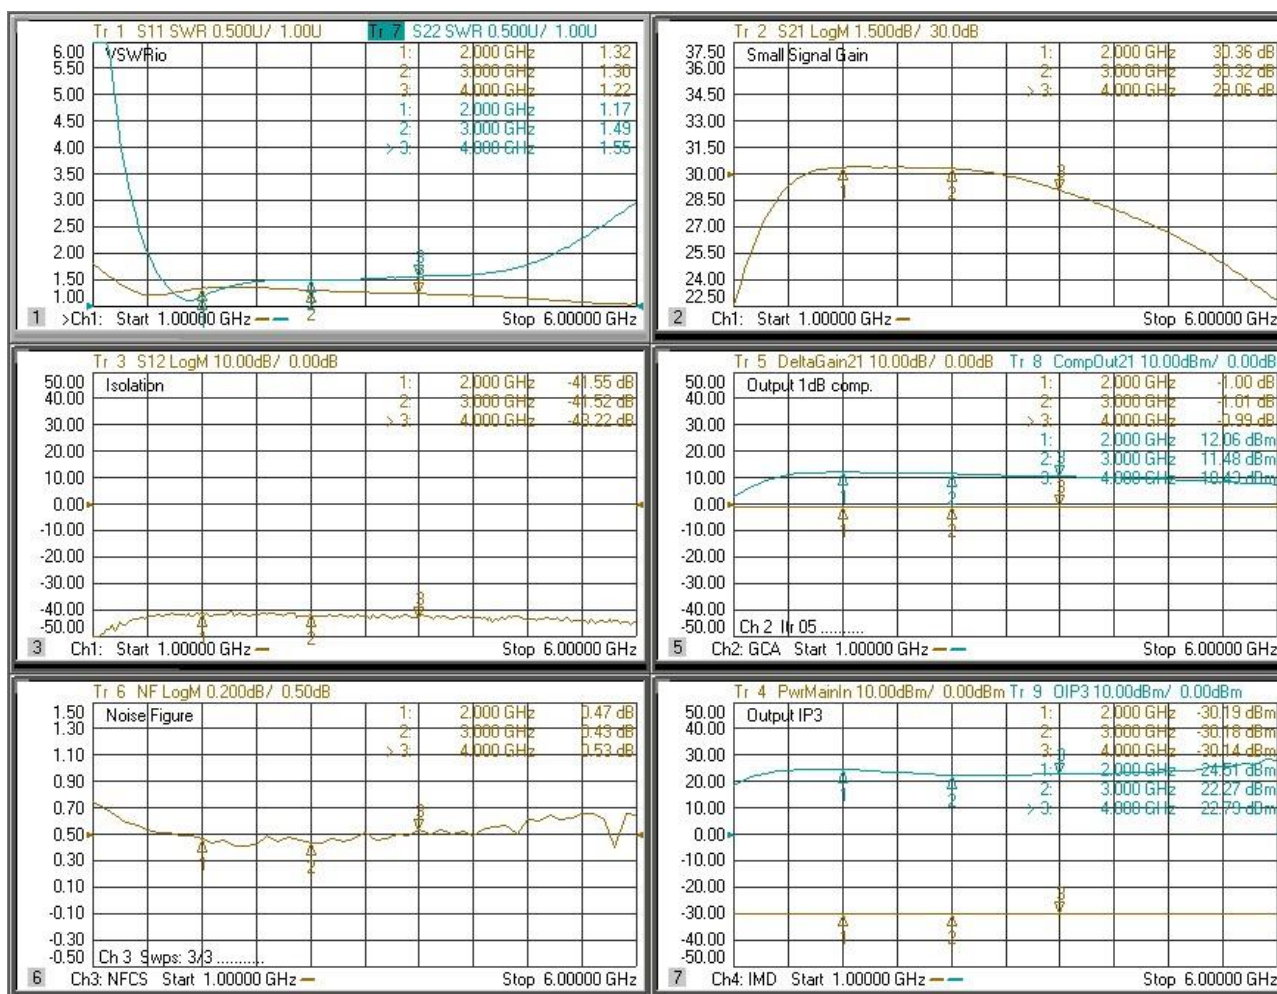 Tr 1 S11 SWR 0.500U/ 1.00U Tr 7 S22 SWR 0.500U/ 1.00U
6.00
5.50
5.00
4.50
4.00
3.50
3.00
2.50
2.00
1.50
1.00
VSWRio
1: 2.000 GHz 1.32
2: 3.000 GHz 1.30
3: 4.000 GHz 1.22
1: 2.000 GHz 1.17
2: 3.000 GHz 1.49
> 3: 4.000 GHz 1.55
1 >Ch1: Start 1.00000 GHz Stop 6.00000 GHz
Tr 2 S21 LogM 1.500dB/ 30.0dB
37.50
36.00
34.50
33.00
31.50
30.00
28.50
27.00
25.50
24.00
22.50
Small Signal Gain
1: 2.000 GHz 30.36 dB
2: 3.000 GHz 30.32 dB
> 3: 4.000 GHz 29.06 dB
2 Ch1: Start 1.00000 GHz Stop 6.00000 GHz
Tr 3 S12 LogM 10.00dB/ 0.00dB
50.00
40.00
30.00
20.00
10.00
0.00
-10.00
-20.00
-30.00
-40.00
-50.00
Isolation
1: 2.000 GHz -41.55 dB
2: 3.000 GHz -41.52 dB
> 3: 4.000 GHz -43.22 dB
3 Ch1: Start 1.00000 GHz Stop 6.00000 GHz
Tr 5 DeltaGain21 10.00dB/ 0.00dB Tr 8 CompOut21 10.00dBm/ 0.00dB
50.00
40.00
30.00
20.00
10.00
0.00
-10.00
-20.00
-30.00
-40.00
-50.00
Output 1dB comp.
1: 2.000 GHz -1.00 dB
2: 3.000 GHz -1.01 dB
> 3: 4.000 GHz -0.99 dB
1: 2.000 GHz 12.06 dBm
2: 3.000 GHz 11.48 dBm
3: 4.000 GHz 10.43 dBm
Ch 2 Itr 05 ..........
5 Ch2: GCA Start 1.00000 GHz Stop 6.00000 GHz
Tr 6 NF LogM 0.200dB/ 0.50dB
1.50
1.30
1.10
0.90
0.70
0.50
0.30
0.10
-0.10
-0.30
-0.50
Noise Figure
1: 2.000 GHz 0.47 dB
2: 3.000 GHz 0.43 dB
> 3: 4.000 GHz 0.53 dB
Ch 3 Swps: 3/3 ..........
6 Ch3: NFCS Start 1.00000 GHz Stop 6.00000 GHz
Tr 4 PwrMainIn 10.00dBm/ 0.00dBm Tr 9 OIP3 10.00dBm/ 0.00dBm
50.00
40.00
30.00
20.00
10.00
0.00
-10.00
-20.00
-30.00
-40.00
-50.00
Output IP3
1: 2.000 GHz -30.19 dBm
2: 3.000 GHz -30.18 dBm
3: 4.000 GHz -30.14 dBm
1: 2.000 GHz 24.51 dBm
2: 3.000 GHz 22.27 dBm
> 3: 4.000 GHz 22.79 dBm
7 Ch4: IMD Start 1.00000 GHz Stop 6.00000 GHz